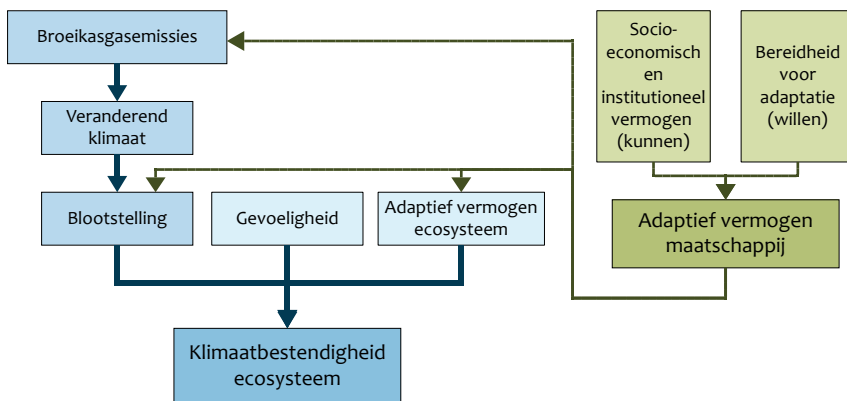 Broeikasgasemissies
Veranderend
klimaat
Blootstelling
Gevoeligheid
Adaptief vermogen
ecosysteem
Klimaatbestendigheid
ecosysteem
Socio-
economisch
en
institutioneel
vermogen
(kunnen)
Bereidheid
voor
adaptatie
(willen)
Adaptief vermogen
maatschappij